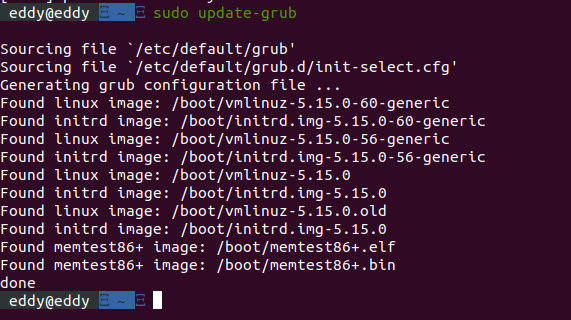 eddy@eddy ~ sudo update-grub
Sourcing file `/etc/default/grub'
Sourcing file `/etc/default/grub.d/init-select.cfg'
Generating grub configuration file ...
Found linux image: /boot/vmlinuz-5.15.0-60-generic
Found initrd image: /boot/initrd.img-5.15.0-60-generic
Found linux image: /boot/vmlinuz-5.15.0-56-generic
Found initrd image: /boot/initrd.img-5.15.0-56-generic
Found linux image: /boot/vmlinuz-5.15.0
Found initrd image: /boot/initrd.img-5.15.0
Found linux image: /boot/vmlinuz-5.15.0.old
Found initrd image: /boot/initrd.img-5.15.0
Found memtest86+ image: /boot/memtest86+.elf
Found memtest86+ image: /boot/memtest86+.bin
done
eddy@eddy ~